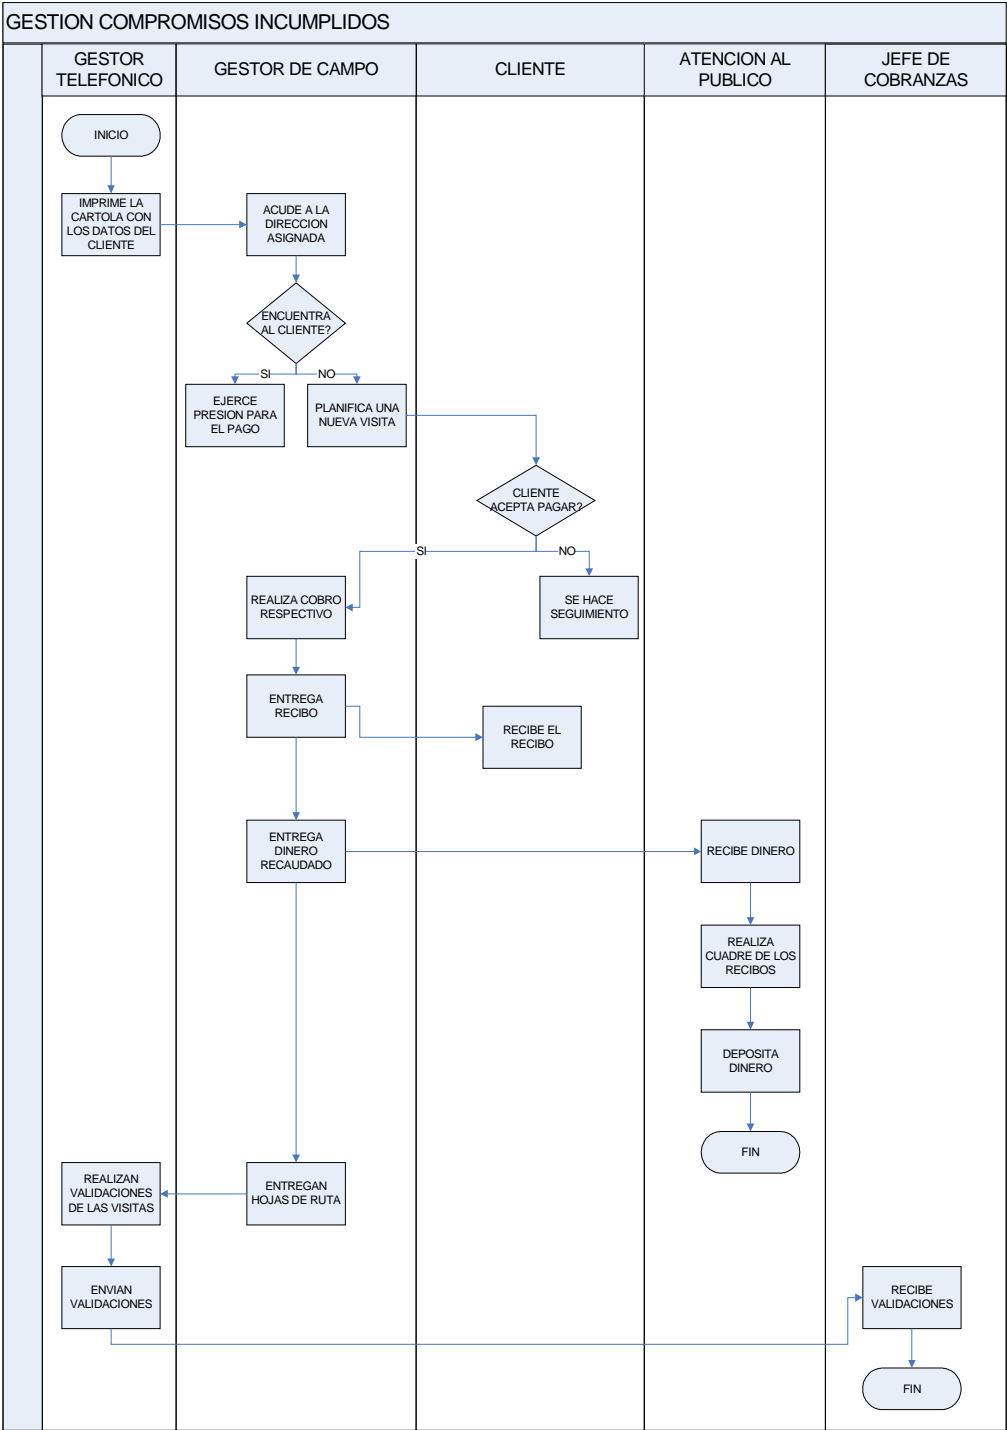 GESTION COMPROMISOS INCUMPLIDOS
GESTOR
TELEFONICO
GESTOR DE CAMPO
CLIENTE
ATENCION AL
PUBLICO
JEFE DE
COBRANZAS
INICIO
IMPRIME LA
CARTOLA CON
LOS DATOS DEL
CLIENTE
ACUDE A LA
DIRECCION
ASIGNADA
ENCUENTRA
AL CLIENTE?
SI
NO
EJERCE
PRESION PARA
EL PAGO
PLANIFICA UNA
NUEVA VISITA
CLIENTE
ACEPTA PAGAR?
SI
NO
REALIZA COBRO
RESPECTIVO
SE HACE
SEGUIMIENTO
ENTREGA
RECIBO
RECIBE EL
RECIBO
ENTREGA
DINERO
RECAUDADO
RECIBE DINERO
REALIZA
CUADRE DE LOS
RECIBOS
DEPOSITA
DINERO
FIN
REALIZAN
VALIDACIONES
DE LAS VISITAS
ENTREGAN
HOJAS DE RUTA
ENVIAN
VALIDACIONES
RECIBE
VALIDACIONES
FIN